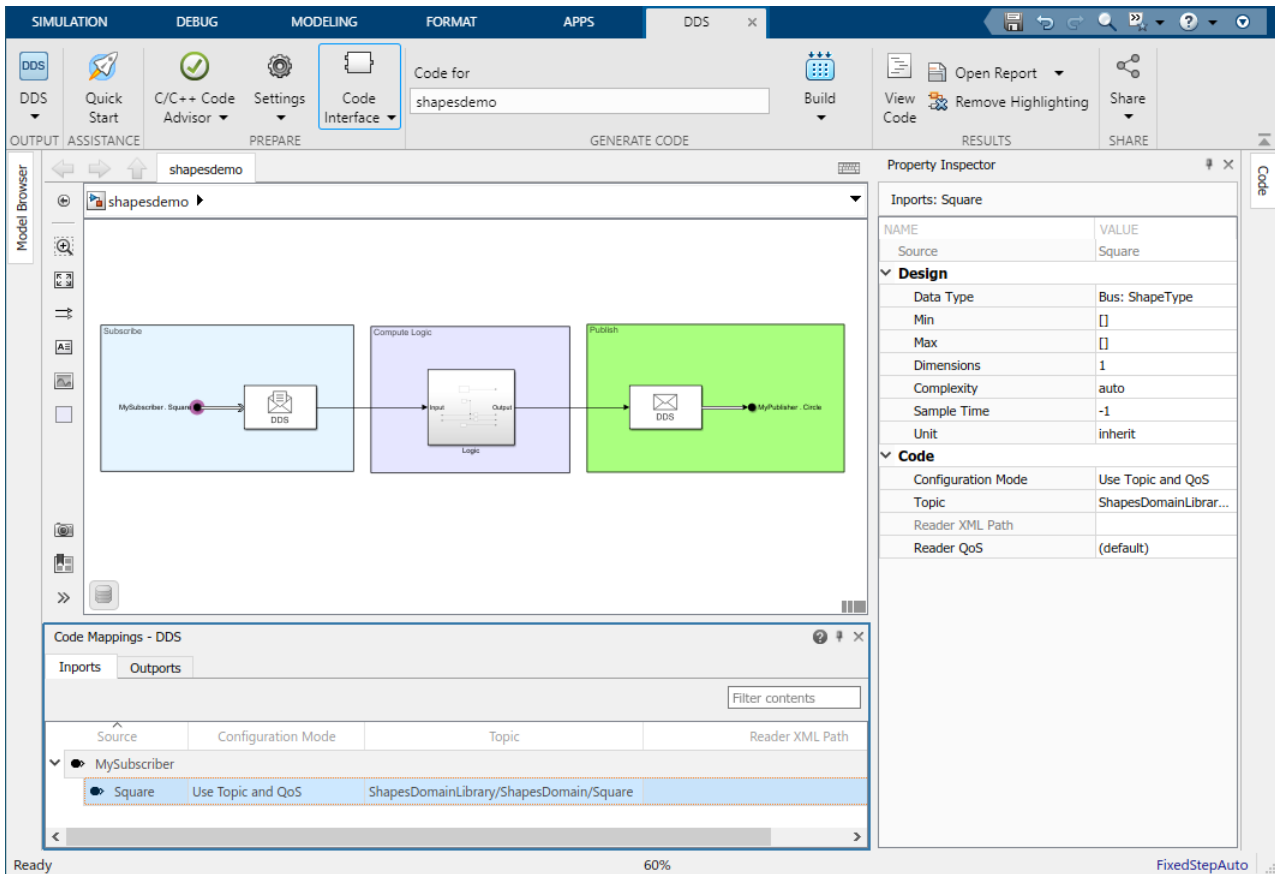 SIMULATION DEBUG MODELING FORMAT APPS DDS
DDS
DDS
Quick Start
C/C++ Code Advisor
Settings
Code Interface
Code for
shapesdemo
Build
View Code
Open Report
Remove Highlighting
Share
OUTPUT ASSISTANCE PREPARE GENERATE CODE RESULTS SHARE
Model Browser
shapesdemo
shapesdemo
Subscribe
MySubscriber . Square
DDS
Compute Logic
Input Output
Logic
Publish
DDS
MyPublisher . Circle
Code Mappings - DDS
Inports Outports
Filter contents
Source Configuration Mode Topic Reader XML Path
MySubscriber
Square Use Topic and QoS ShapesDomainLibrary/ShapesDomain/Square
Property Inspector
Inports: Square
NAME VALUE
Source Square
Design
Data Type Bus: ShapeType
Min []
Max []
Dimensions 1
Complexity auto
Sample Time -1
Unit inherit
Code
Configuration Mode Use Topic and QoS
Topic ShapesDomainLibrar...
Reader XML Path
Reader QoS (default)
Code
Ready 60% FixedStepAuto